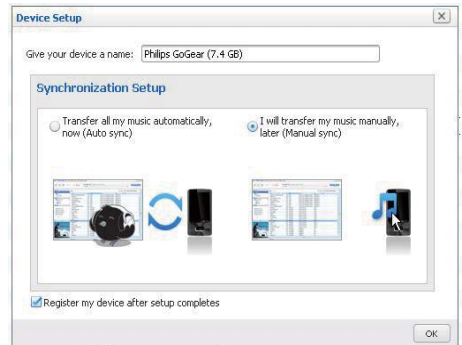 Device Setup
Give your device a name: Philips GoGear (7.4 GB)
Synchronization Setup
Transfer all my music automatically,
now (Auto sync)
I will transfer my music manually,
later (Manual sync)
Register my device after setup completes
OK